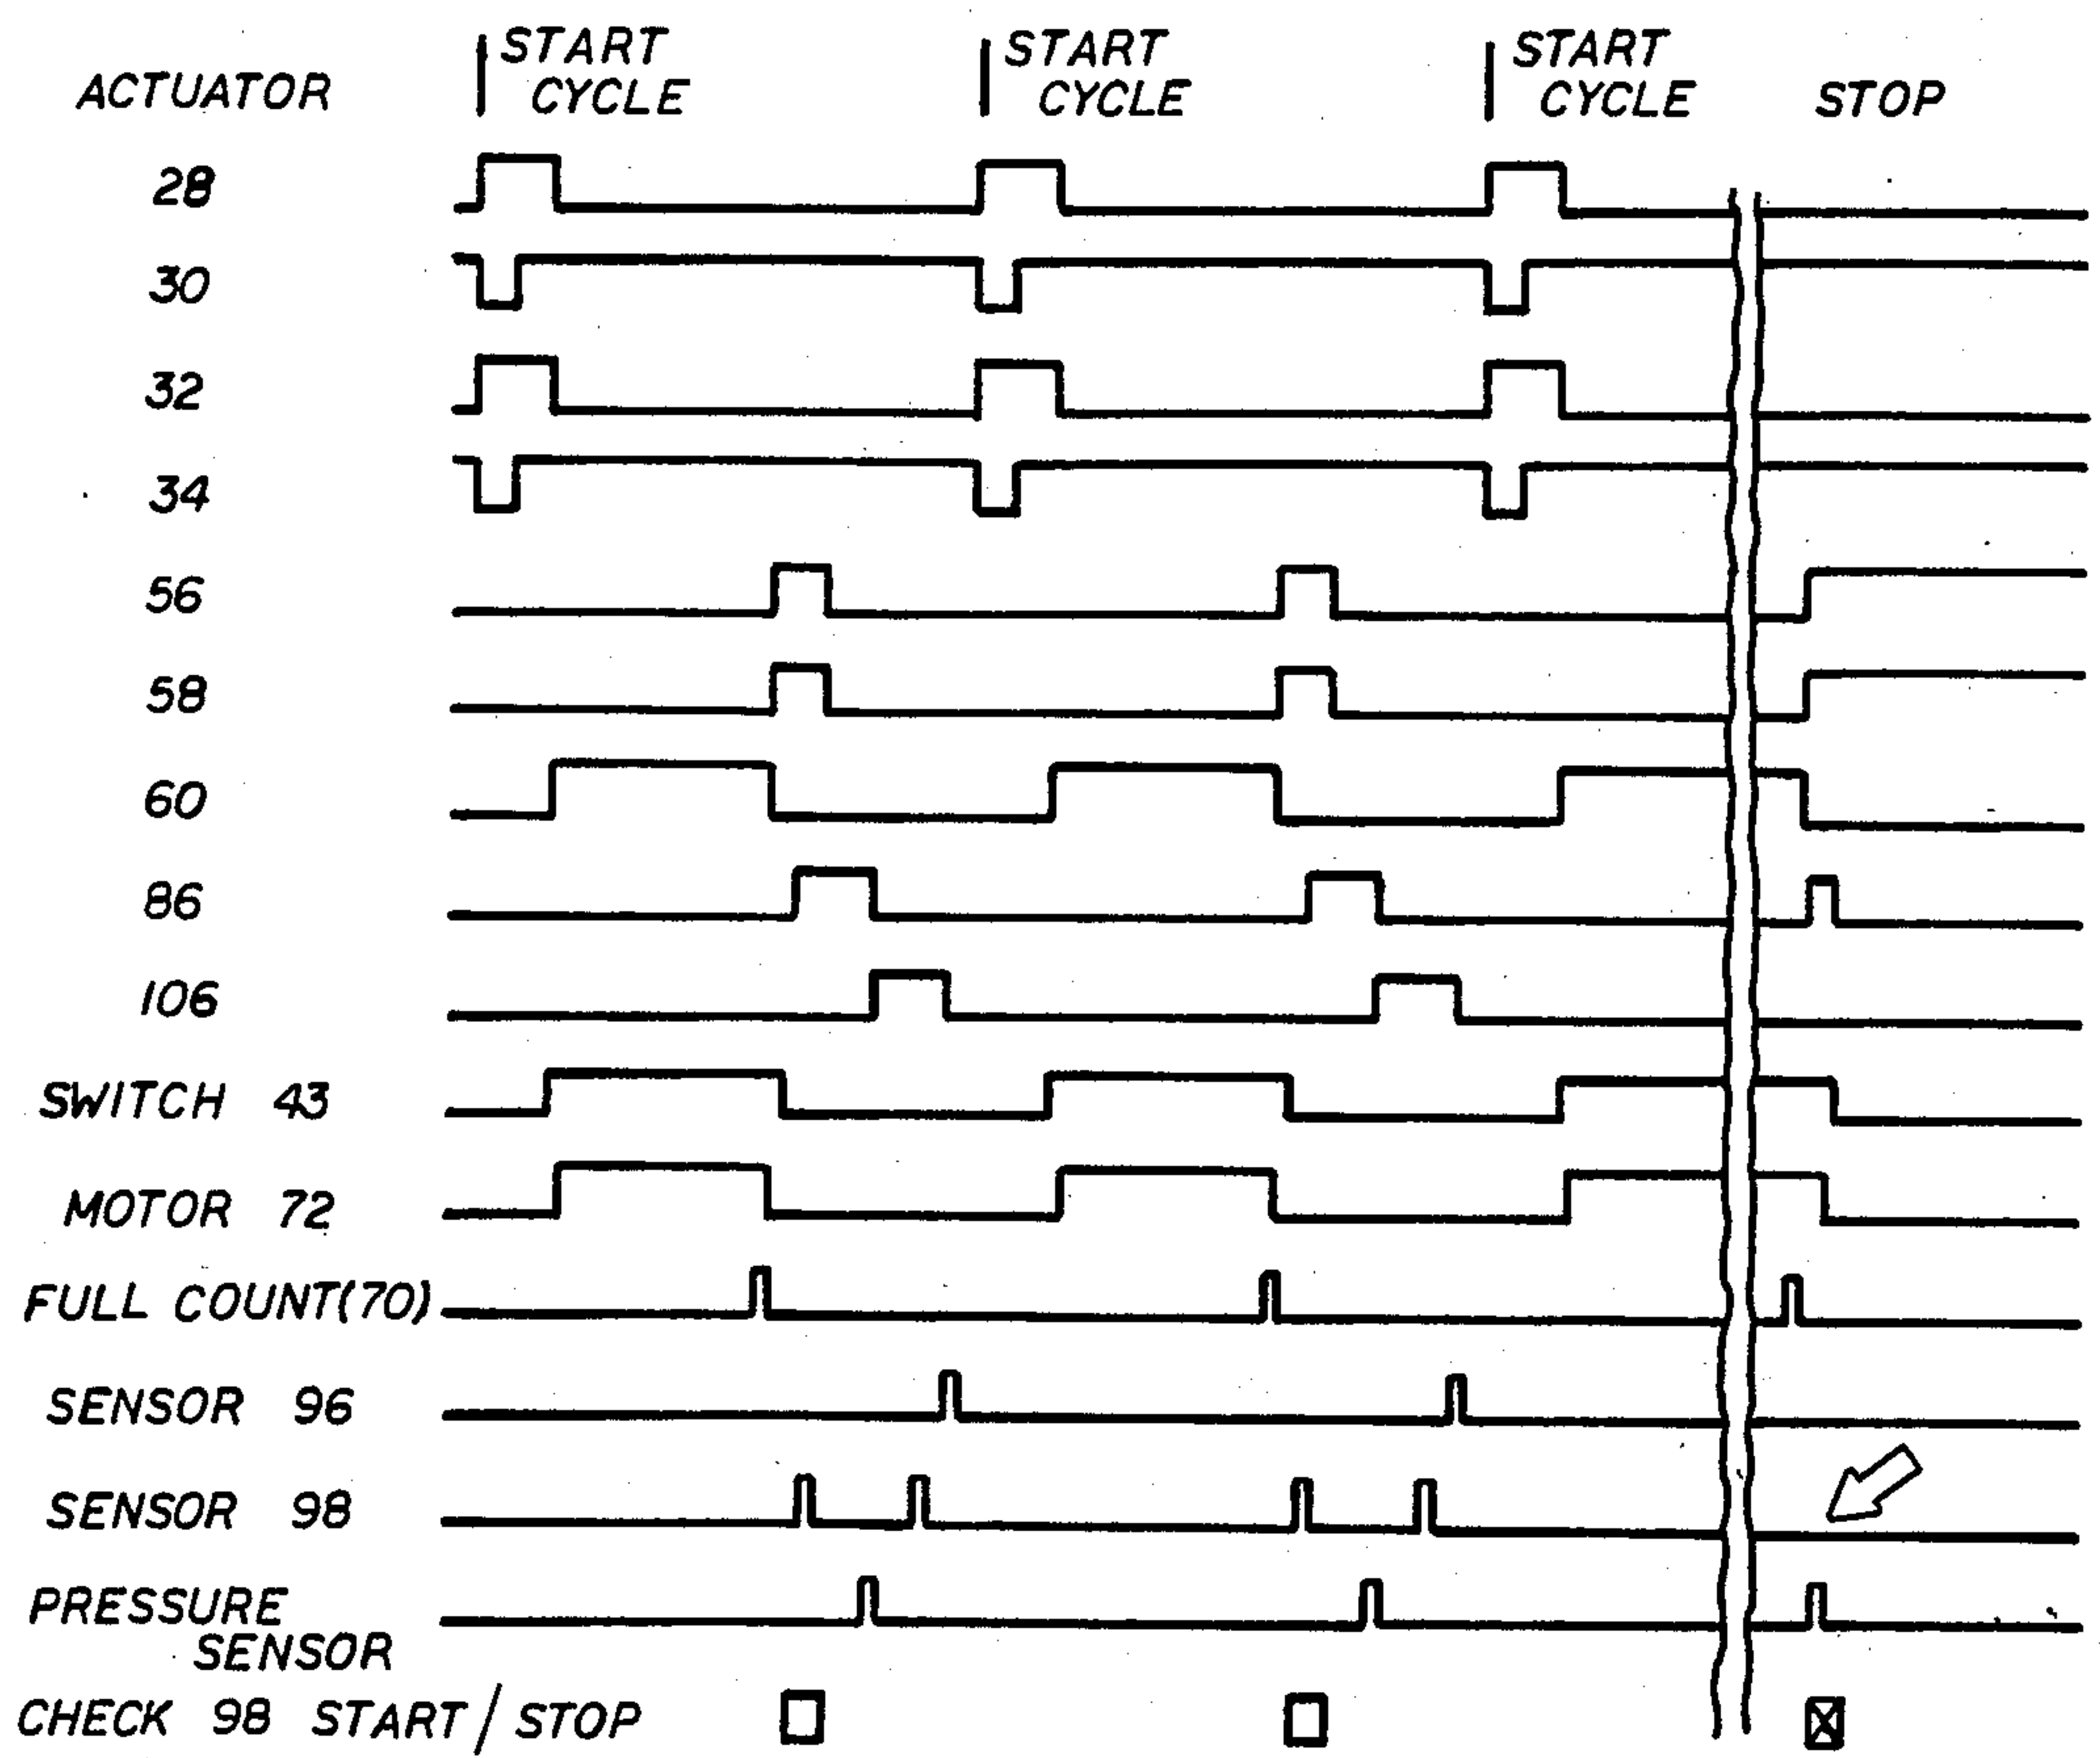 START CYCLE
START CYCLE
START CYCLE
ACTUATOR
STOP
28
30
32
34
56
58
60
86
106
SWITCH 43
MOTOR 72
FULL COUNT(70)
SENSOR 96
SENSOR 98
PRESSURE
SENSOR
CHECK 98 START/STOP